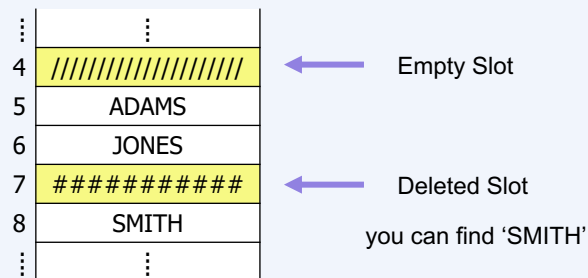 ⋮ ⋮
4 ///////////////////// Empty Slot
5 ADAMS
6 JONES
7 ########### Deleted Slot
8 SMITH you can find ‘SMITH’
⋮ ⋮